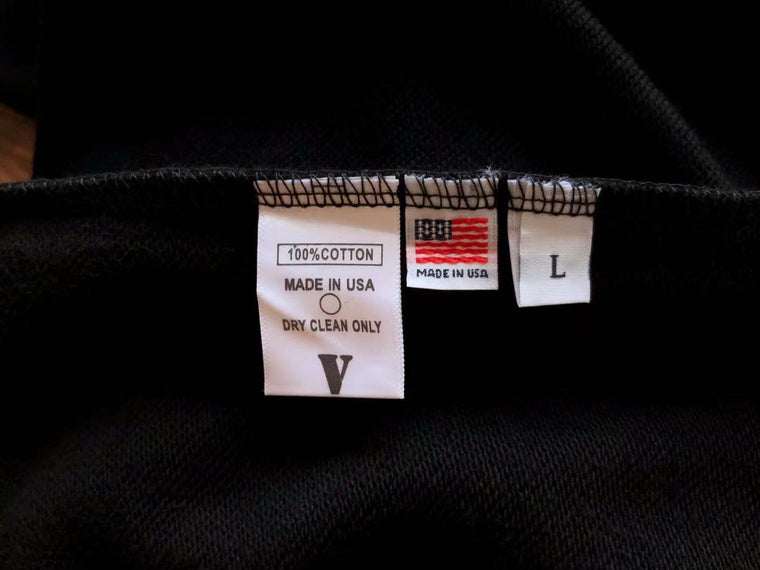 100%COTTON
MADE IN USA
DRY CLEAN ONLY
V
MADE IN USA
L